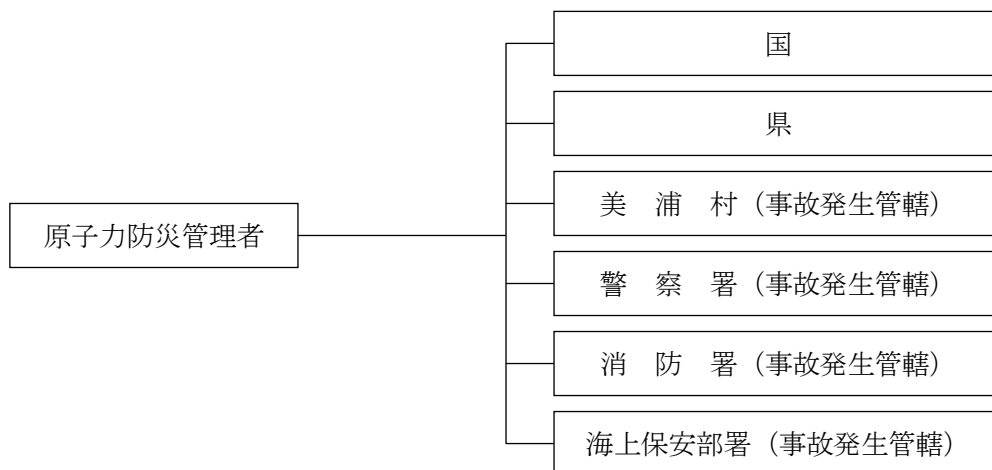 国
県
美　浦　村（事故発生管轄）
原子力防災管理者
警　察　署（事故発生管轄）
消　防　署（事故発生管轄）
海上保安部署（事故発生管轄）